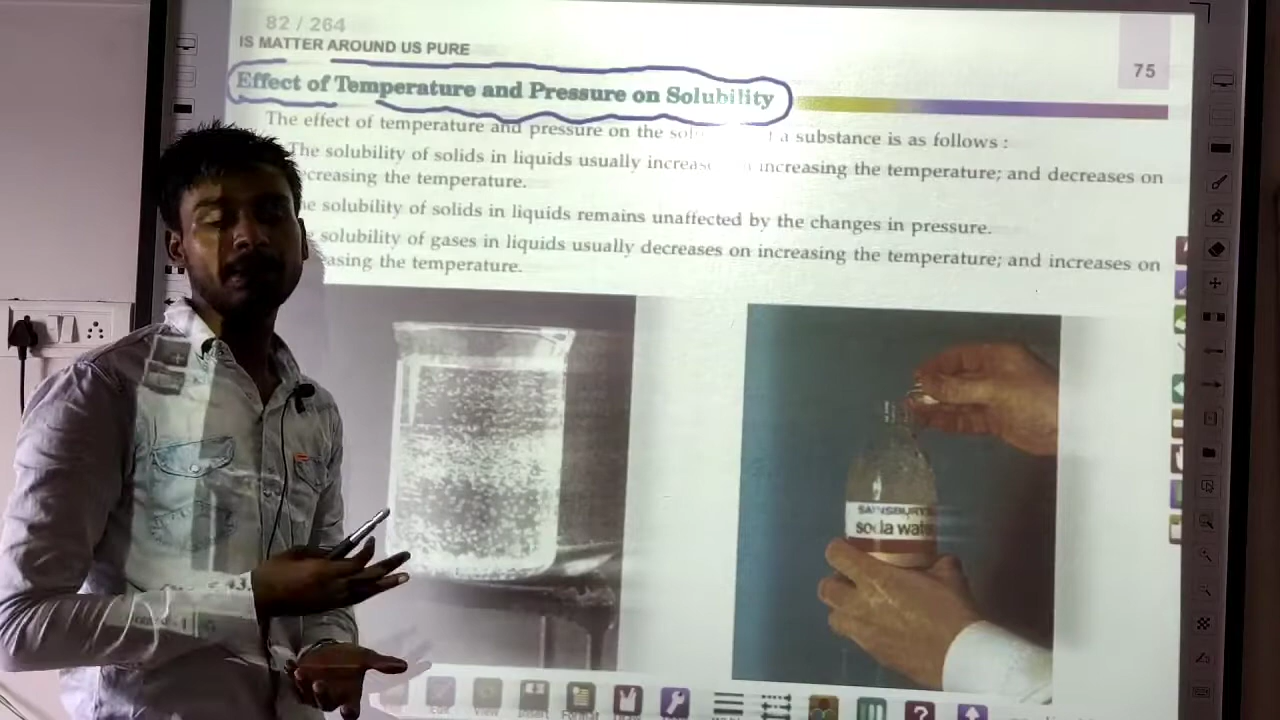 82 / 264
IS MATTER AROUND US PURE
75
Effect of Temperature and Pressure on Solubility
The effect of temperature and pressure on the a substance is as follows :
The solubility of solids in liquids usually increasing the temperature; and decreases on
the temperature.
solubility of solids in liquids remains unaffected by the changes in pressure.
solubility of gases in liquids usually decreases on increasing the temperature; and increases on
the temperature.
SAINSBURY'S
soda water